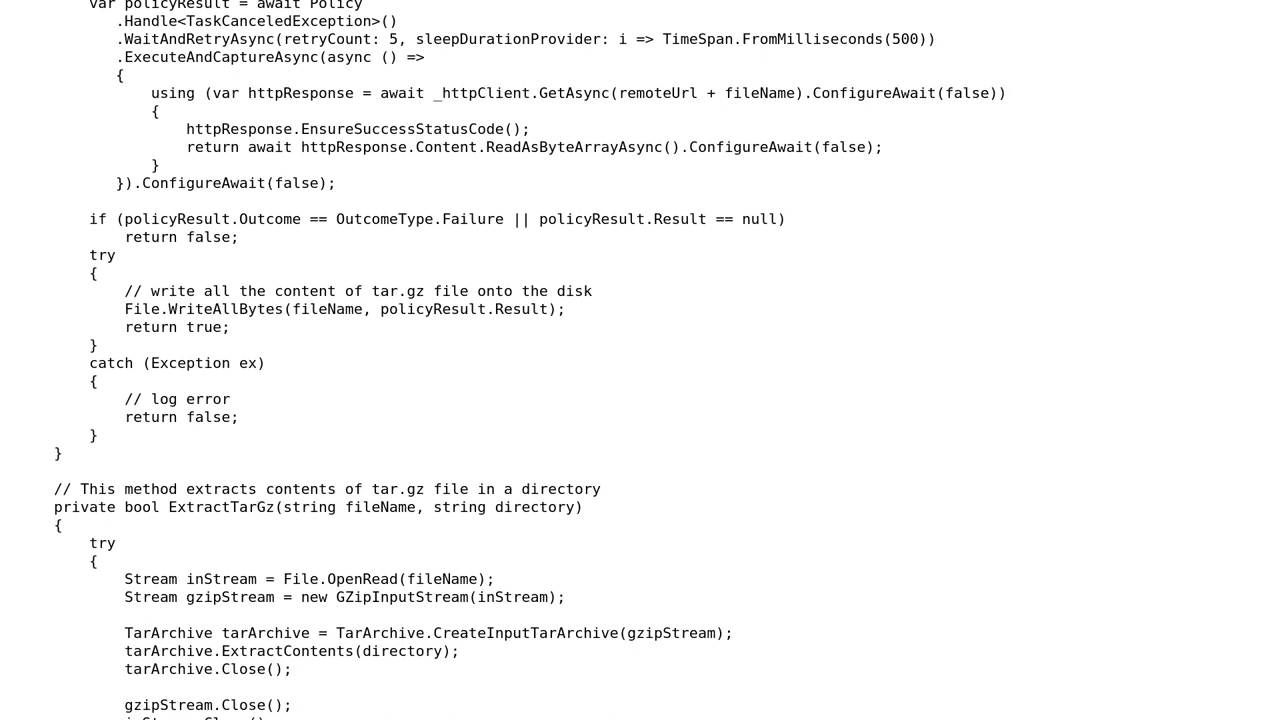 var policyResult = await Policy
.Handle<TaskCanceledException>()
.WaitAndRetryAsync(retryCount: 5, sleepDurationProvider: i => TimeSpan.FromMilliseconds(500))
.ExecuteAndCaptureAsync(async () =>
{
using (var httpResponse = await _httpClient.GetAsync(remoteUrl + fileName).ConfigureAwait(false))
{
httpResponse.EnsureSuccessStatusCode();
return await httpResponse.Content.ReadAsByteArrayAsync().ConfigureAwait(false);
}
}).ConfigureAwait(false);
if (policyResult.Outcome == OutcomeType.Failure || policyResult.Result == null)
return false;
try
{
// write all the content of tar.gz file onto the disk
File.WriteAllBytes(fileName, policyResult.Result);
return true;
}
catch (Exception ex)
{
// log error
return false;
}
}
// This method extracts contents of tar.gz file in a directory
private bool ExtractTarGz(string fileName, string directory)
{
try
{
Stream inStream = File.OpenRead(fileName);
Stream gzipStream = new GZipInputStream(inStream);
TarArchive tarArchive = TarArchive.CreateInputTarArchive(gzipStream);
tarArchive.ExtractContents(directory);
tarArchive.Close();
gzipStream.Close();